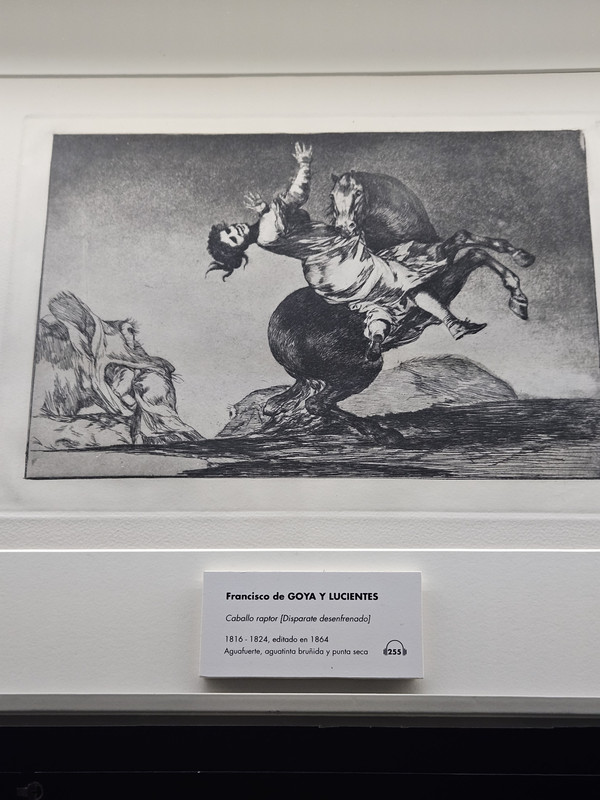 Francisco de GOYA Y LUCIENTES
Caballo raptor [Disparate desenfrenado]
1816 - 1824, editado en 1864
Aguafuerte, aguatinta bruñida y punta seca
255